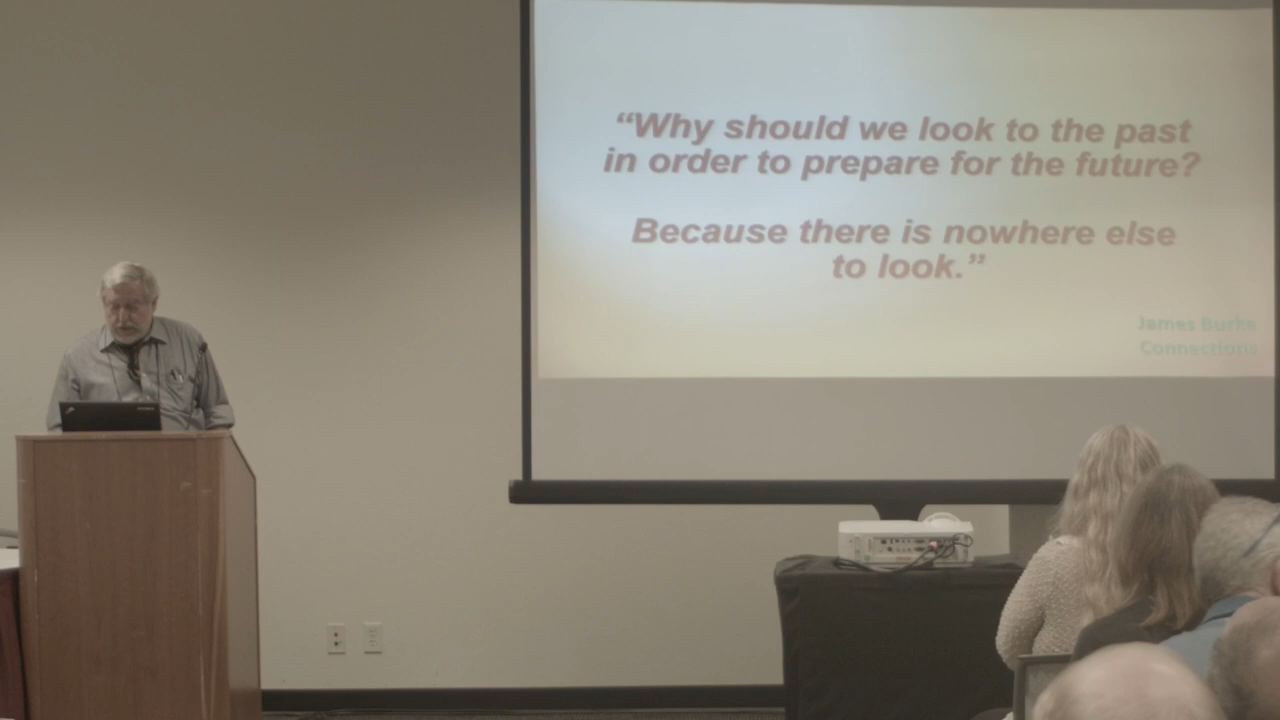 “Why should we look to the past
in order to prepare for the future?
Because there is nowhere else
to look.”
James Burke
Connections